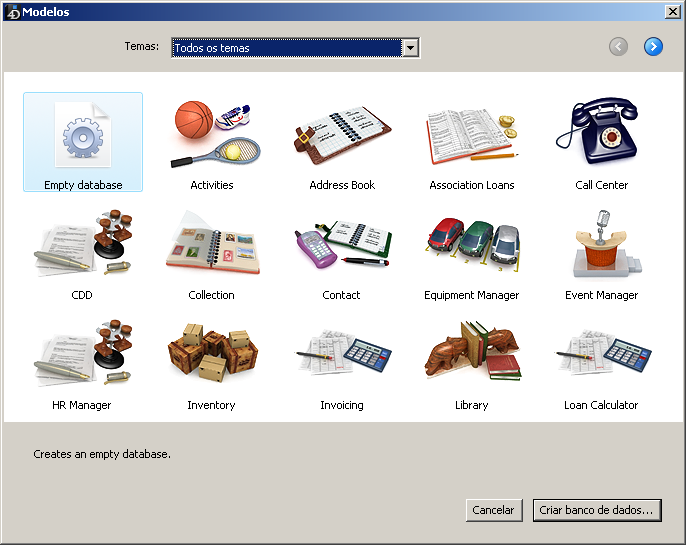 4D Modelos
Temas: Todos os temas
Empty database Activities Address Book Association Loans Call Center
CDD Collection Contact Equipment Manager Event Manager
HR Manager Inventory Invoicing Library Loan Calculator
Creates an empty database.
Cancelar Criar banco de dados...